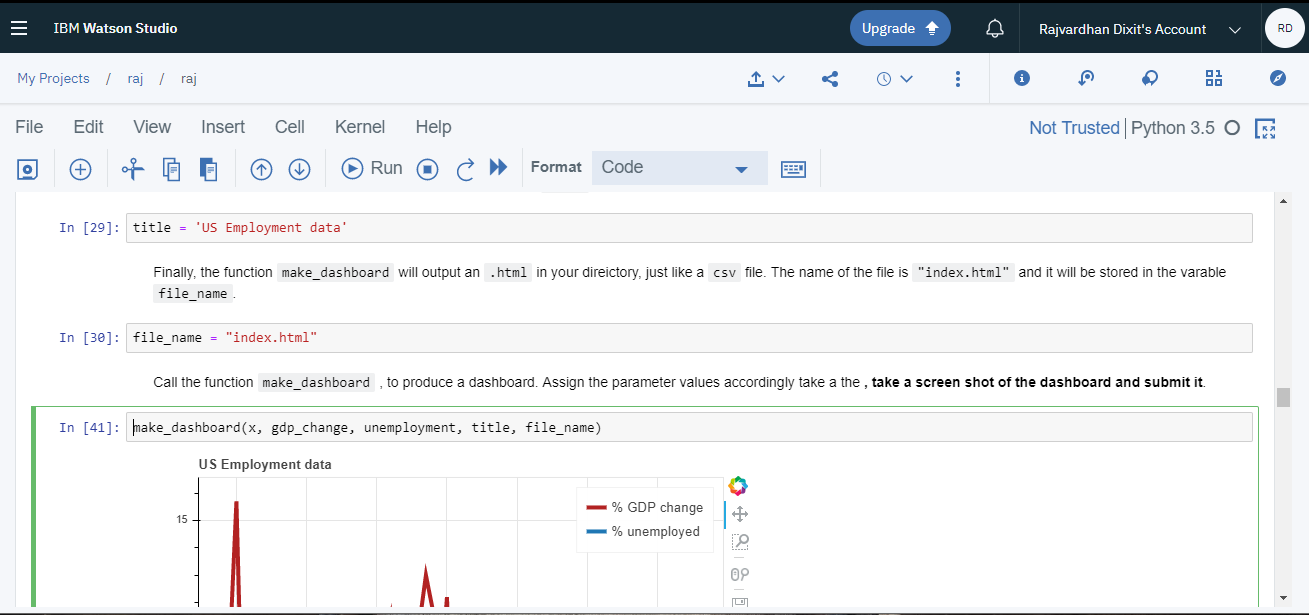 IBM Watson Studio
Upgrade
Rajvardhan Dixit's Account
RD
My Projects / raj / raj
File Edit View Insert Cell Kernel Help
Not Trusted | Python 3.5
Run
Format
Code
In [29]: title = 'US Employment data'
Finally, the function make_dashboard will output an .html in your direictory, just like a csv file. The name of the file is "index.html" and it will be stored in the varable
file_name .
In [30]: file_name = "index.html"
Call the function make_dashboard , to produce a dashboard. Assign the parameter values accordingly take a the , take a screen shot of the dashboard and submit it.
In [41]: make_dashboard(x, gdp_change, unemployment, title, file_name)
US Employment data
% GDP change
15
% unemployed